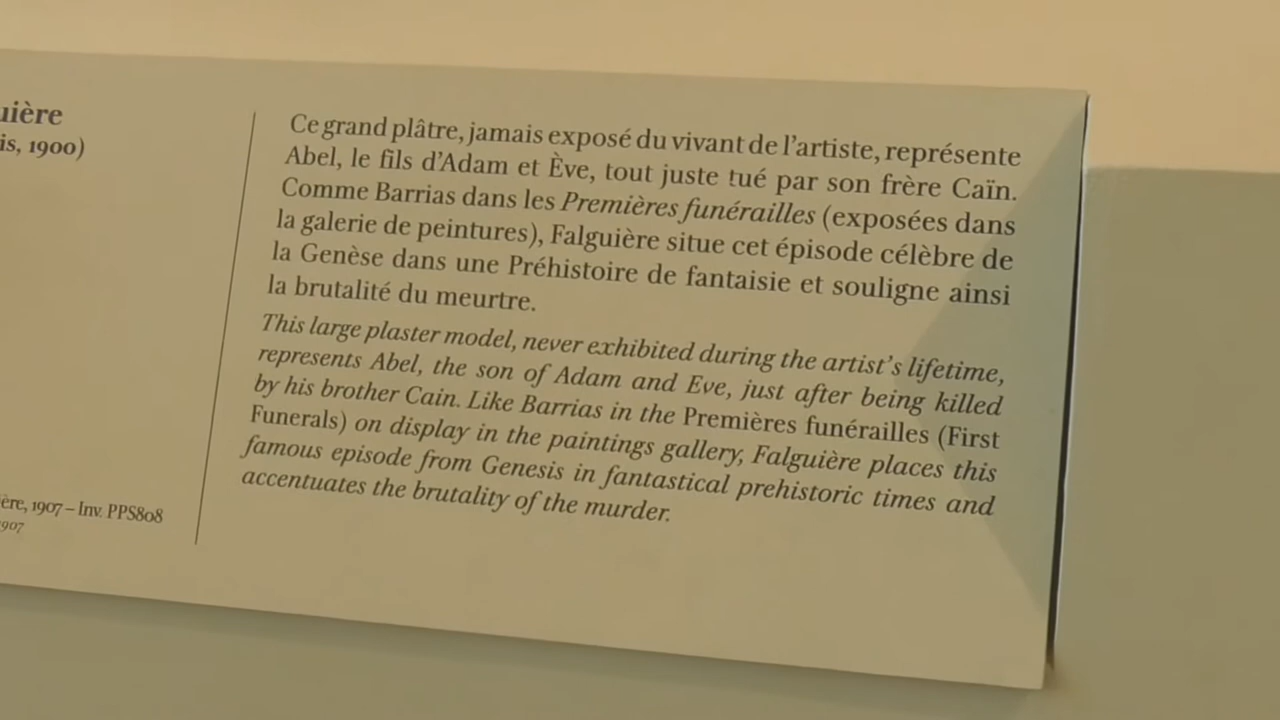 uière
is, 1900)
ère, 1907 – Inv. PPS808
1907
Ce grand plâtre, jamais exposé du vivant de l'artiste, représente
Abel, le fils d'Adam et Ève, tout juste tué par son frère Caïn.
Comme Barrias dans les Premières funérailles (exposées dans
la galerie de peintures), Falguière situe cet épisode célèbre de
la Genèse dans une Préhistoire de fantaisie et souligne ainsi
la brutalité du meurtre.
This large plaster model, never exhibited during the artist's lifetime,
represents Abel, the son of Adam and Eve, just after being killed
by his brother Cain. Like Barrias in the Premières funérailles (First
Funerals) on display in the paintings gallery, Falguière places this
famous episode from Genesis in fantastical prehistoric times and
accentuates the brutality of the murder.